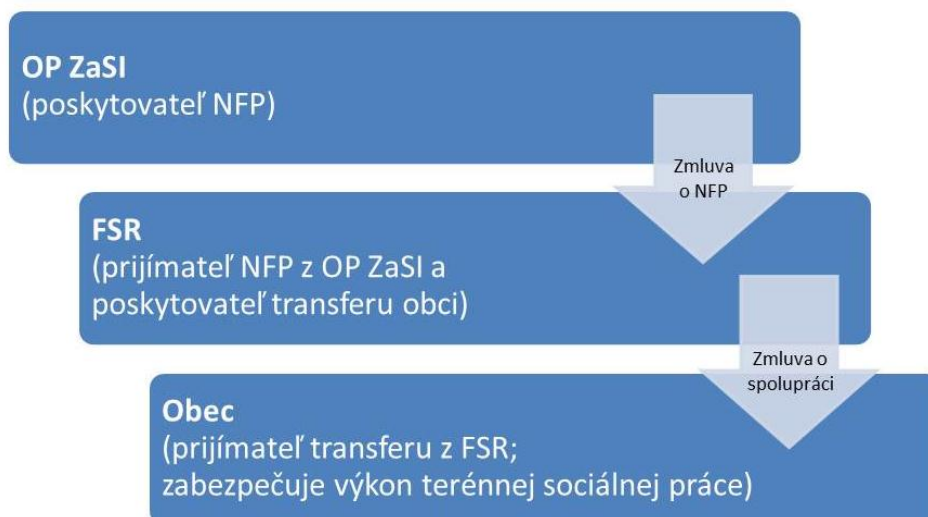 OP ZaSI
(poskytovateľ NFP)
Zmluva
o NFP
FSR
(prijímateľ NFP z OP ZaSI a
poskytovateľ transferu obci)
Zmluva o
spolupráci
Obec
(prijímateľ transferu z FSR;
zabezpečuje výkon terénnej sociálnej práce)